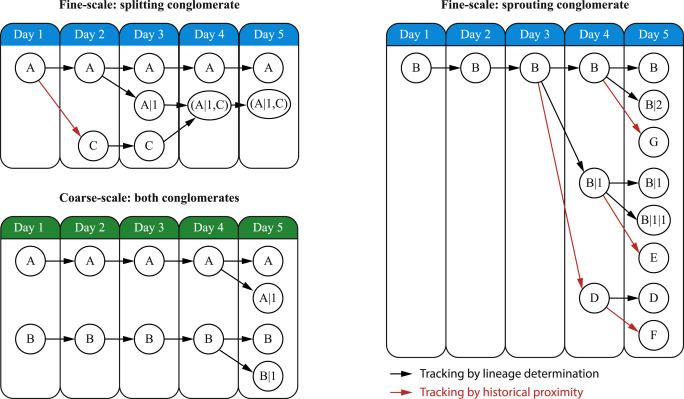 Fine-scale: splitting conglomerate
Day 1 Day 2 Day 3 Day 4 Day 5
A A A A A
A|1 (A|1,C) (A|1,C)
C C
Coarse-scale: both conglomerates
Day 1 Day 2 Day 3 Day 4 Day 5
A A A A A
A|1
B B B B B
B|1
Fine-scale: sprouting conglomerate
Day 1 Day 2 Day 3 Day 4 Day 5
B B B B B
B|2
G
B|1 B|1
B|1|1
E
D D
F
Tracking by lineage determination
Tracking by historical proximity